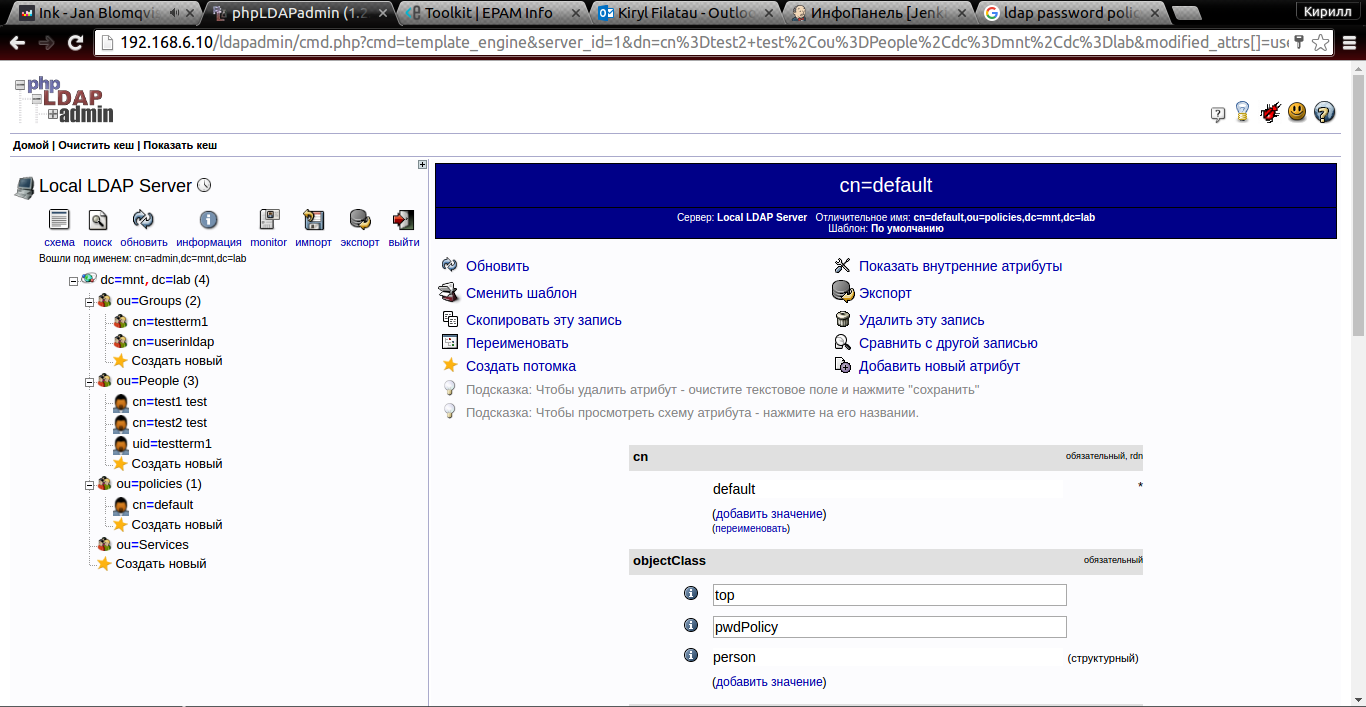 Ink - Jan Blomqvis
phpLDAPadmin (1.2
Toolkit | EPAM Info
Kiryl Filatau - Outloo
ИнфоПанель [Jenk
ldap password polic
Кирилл
192.168.6.10/ldapadmin/cmd.php?cmd=template_engine&server_id=1&dn=cn%3Dtest2+test%2Cou%3DPeople%2Cdc%3Dmnt%2Cdc%3Dlab&modified_attrs[]=use
php
LDAP
admin
Домой | Очистить кеш | Показать кеш
Local LDAP Server
схема поиск обновить информация monitor импорт экспорт выйти
Вошли под именем: cn=admin,dc=mnt,dc=lab
dc=mnt, dc=lab (4)
ou=Groups (2)
cn=testterm1
cn=userinldap
Создать новый
ou=People (3)
cn=test1 test
cn=test2 test
uid=testterm1
Создать новый
ou=policies (1)
cn=default
Создать новый
ou=Services
Создать новый
cn=default
Сервер: Local LDAP Server Отличительное имя: cn=default,ou=policies,dc=mnt,dc=lab
Шаблон: По умолчанию
Обновить
Показать внутренние атрибуты
Сменить шаблон
Экспорт
Скопировать эту запись
Удалить эту запись
Переименовать
Сравнить с другой записью
Создать потомка
Добавить новый атрибут
Подсказка: Чтобы удалить атрибут - очистите текстовое поле и нажмите "сохранить"
Подсказка: Чтобы просмотреть схему атрибута - нажмите на его названии.
cn обязательный, rdn
default *
(добавить значение)
(переименовать)
objectClass обязательный
top
pwdPolicy
person (структурный)
(добавить значение)